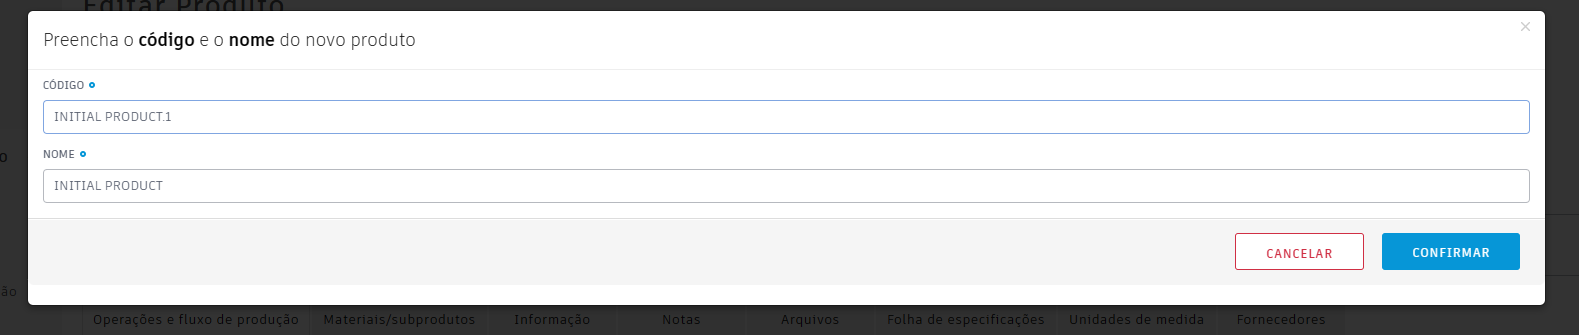 Editar Produto
×
Preencha o código e o nome do novo produto
CÓDIGO
INITIAL PRODUCT.1
NOME
INITIAL PRODUCT
CANCELAR CONFIRMAR
ão
Operações e fluxo de produção Materiais/subprodutos Informação Notas Arquivos Folha de especificações Unidades de medida Fornecedores